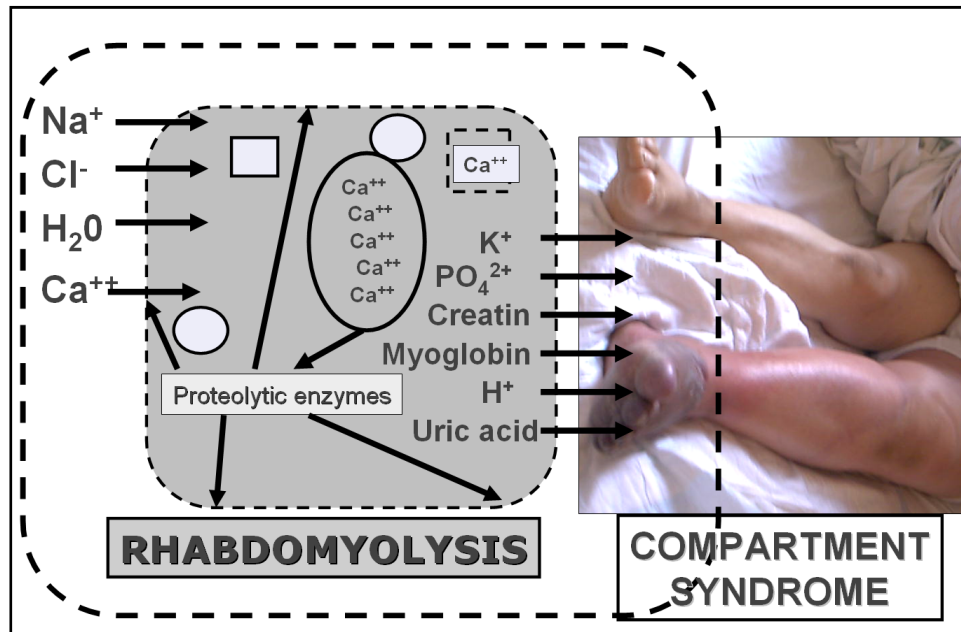 Na⁺
Cl⁻
H₂0
Ca⁺⁺
Ca⁺⁺
Ca⁺⁺
Ca⁺⁺
Ca⁺⁺
Ca⁺⁺
Ca⁺⁺
Proteolytic enzymes
K⁺
PO₄²⁺
Creatin
Myoglobin
H⁺
Uric acid
RHABDOMYOLYSIS
COMPARTMENT
SYNDROME